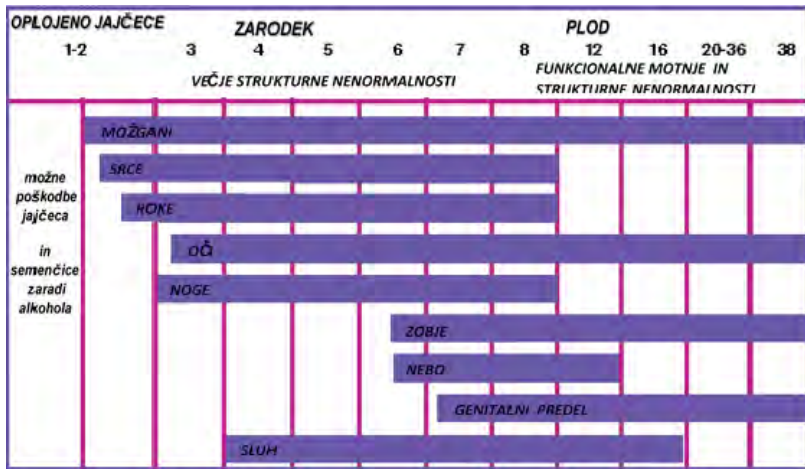 OPLOJENO JAJČECE ZARODEK PLOD
1-2 3 4 5 6 7 8 12 16 20-36 38
VEČJE STRUKTURNE NENORMALNOSTI
FUNKCIONALNE MOTNJE IN
STRUKTURNE NENORMALNOSTI
možne
poškodbe
jajčeca
in
semenčice
zaradi
alkohola
MOŽGANI
SRCE
ROKE
OČI
NOGE
ZOBJE
NEBO
GENITALNI PREDEL
SLUH